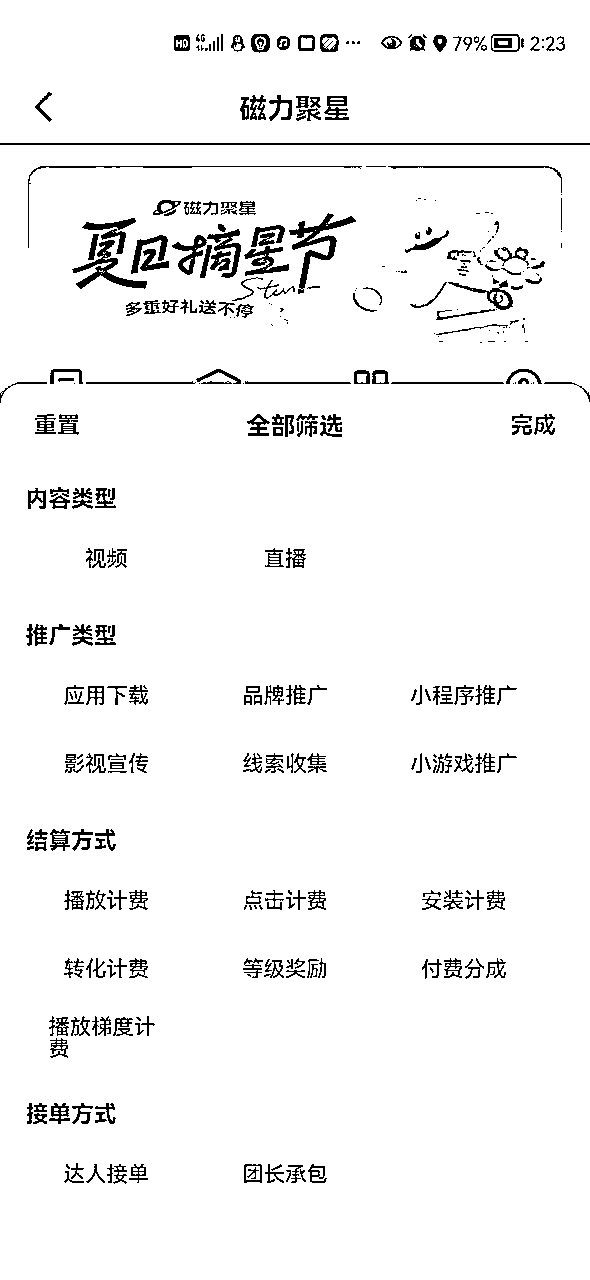 HD 4G 79% 2:23
磁力聚星
磁力聚星
夏日摘星节
多重好礼送不停
重置 全部筛选 完成
内容类型
视频 直播
推广类型
应用下载 品牌推广 小程序推广
影视宣传 线索收集 小游戏推广
结算方式
播放计费 点击计费 安装计费
转化计费 等级奖励 付费分成
播放梯度计
费
接单方式
达人接单 团长承包